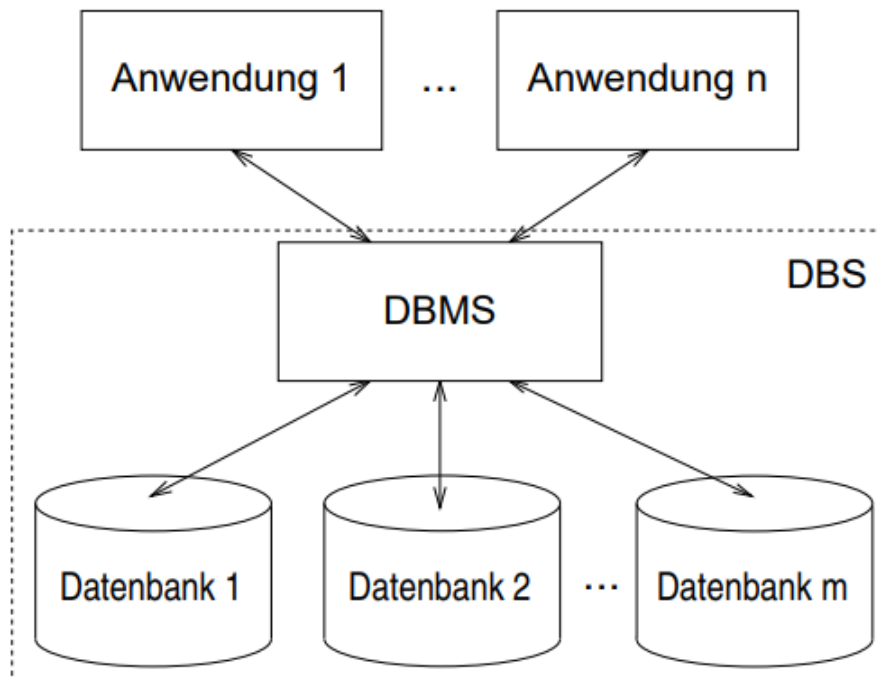 Anwendung 1 ... Anwendung n
DBS
DBMS
Datenbank 1 Datenbank 2 ... Datenbank m